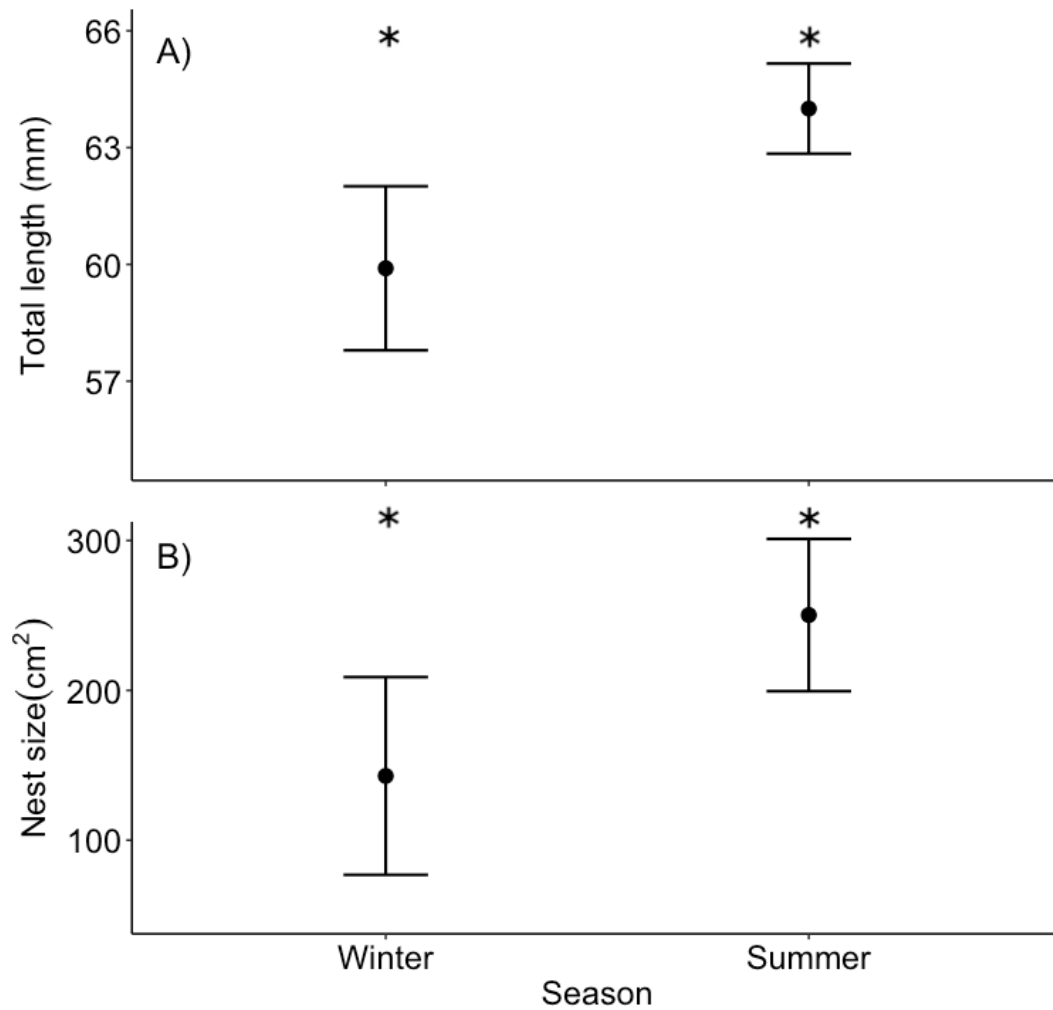 A)
*
*
66
63
60
57
Total length (mm)
B)
*
*
300
200
100
Nest size(cm²)
Winter
Summer
Season